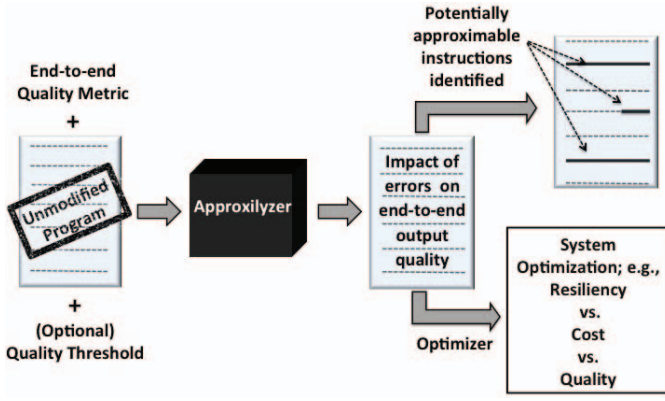 End-to-end
Quality Metric
+
Unmodified
Program
+
(Optional)
Quality Threshold
Approxilyzer
Impact of
errors on
end-to-end
output
quality
Potentially
approximable
instructions
identified
Optimizer
System
Optimization; e.g.,
Resiliency
vs.
Cost
vs.
Quality